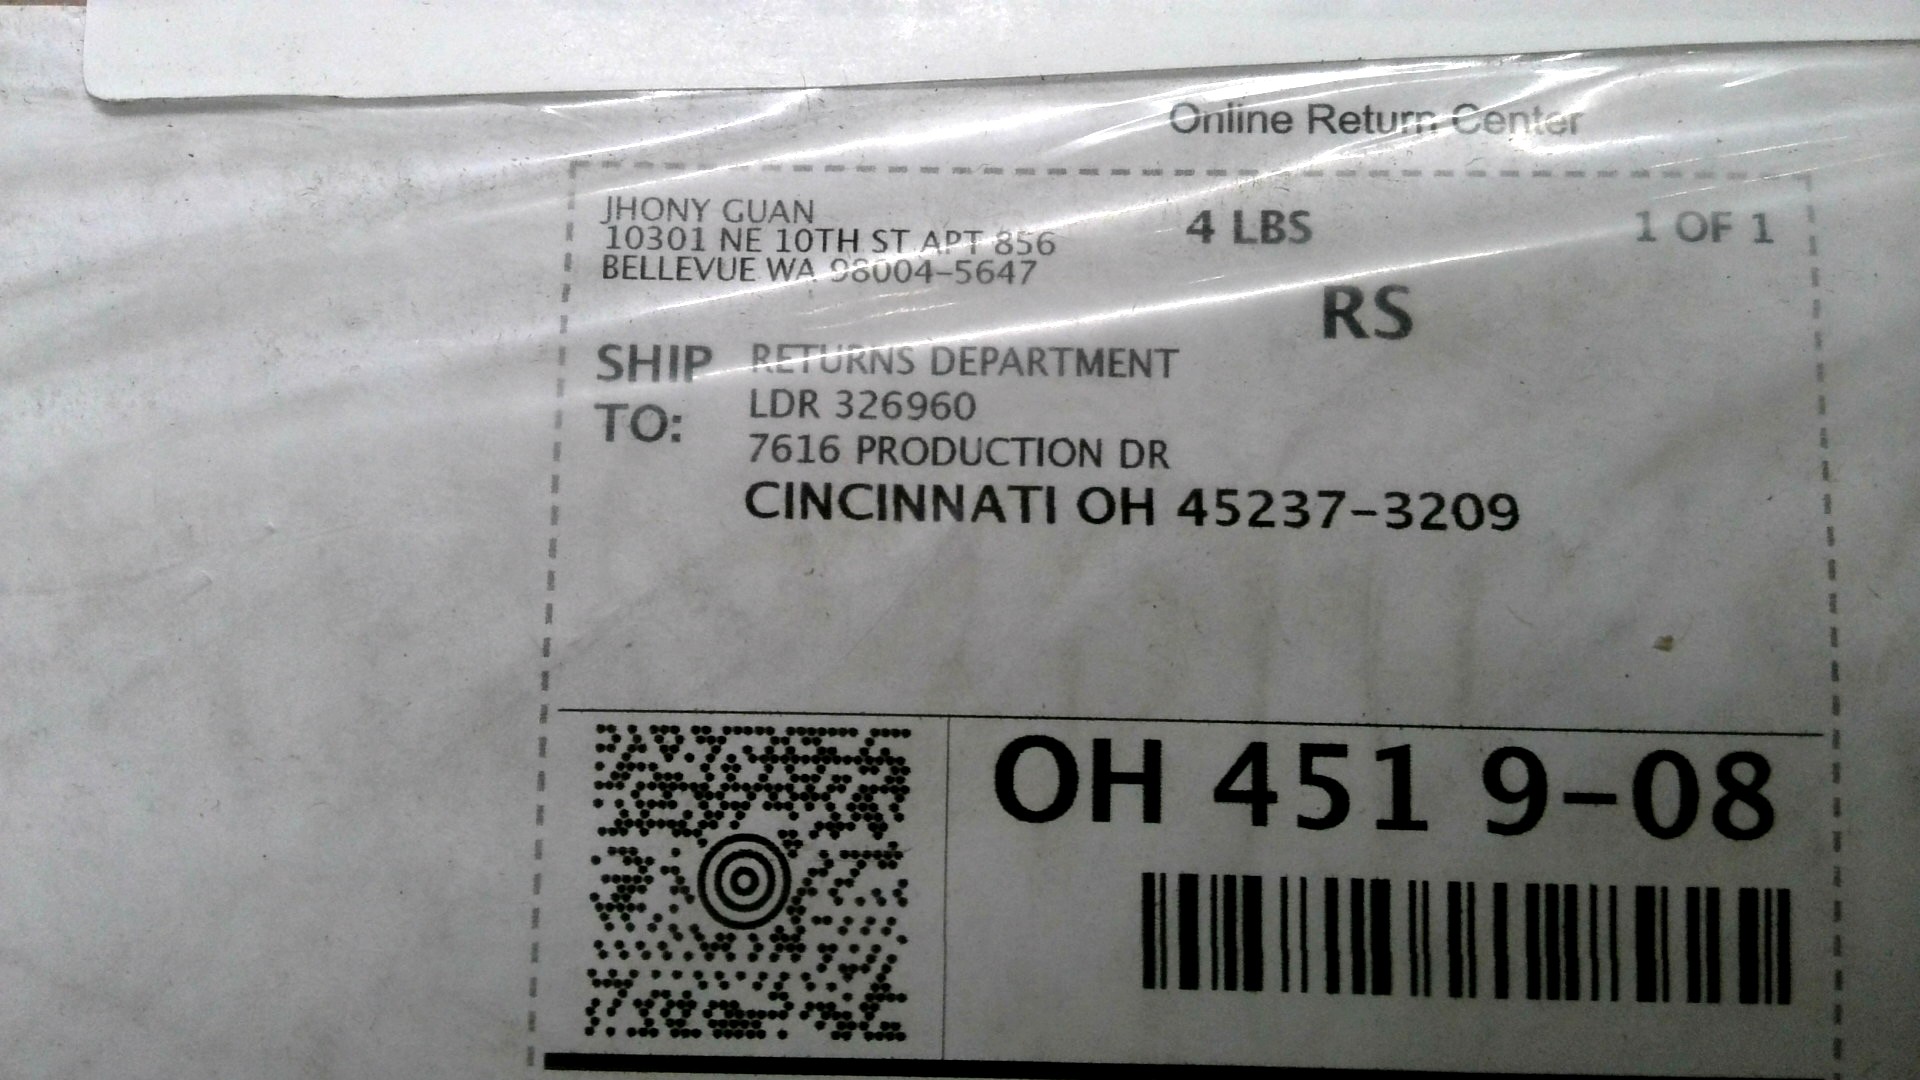 Online Return Center
JHONY GUAN
10301 NE 10TH ST APT 856
BELLEVUE WA 98004-5647
4 LBS
1 OF 1
RS
SHIP TO:
RETURNS DEPARTMENT
LDR 326960
7616 PRODUCTION DR
CINCINNATI OH 45237-3209
OH 451 9-08